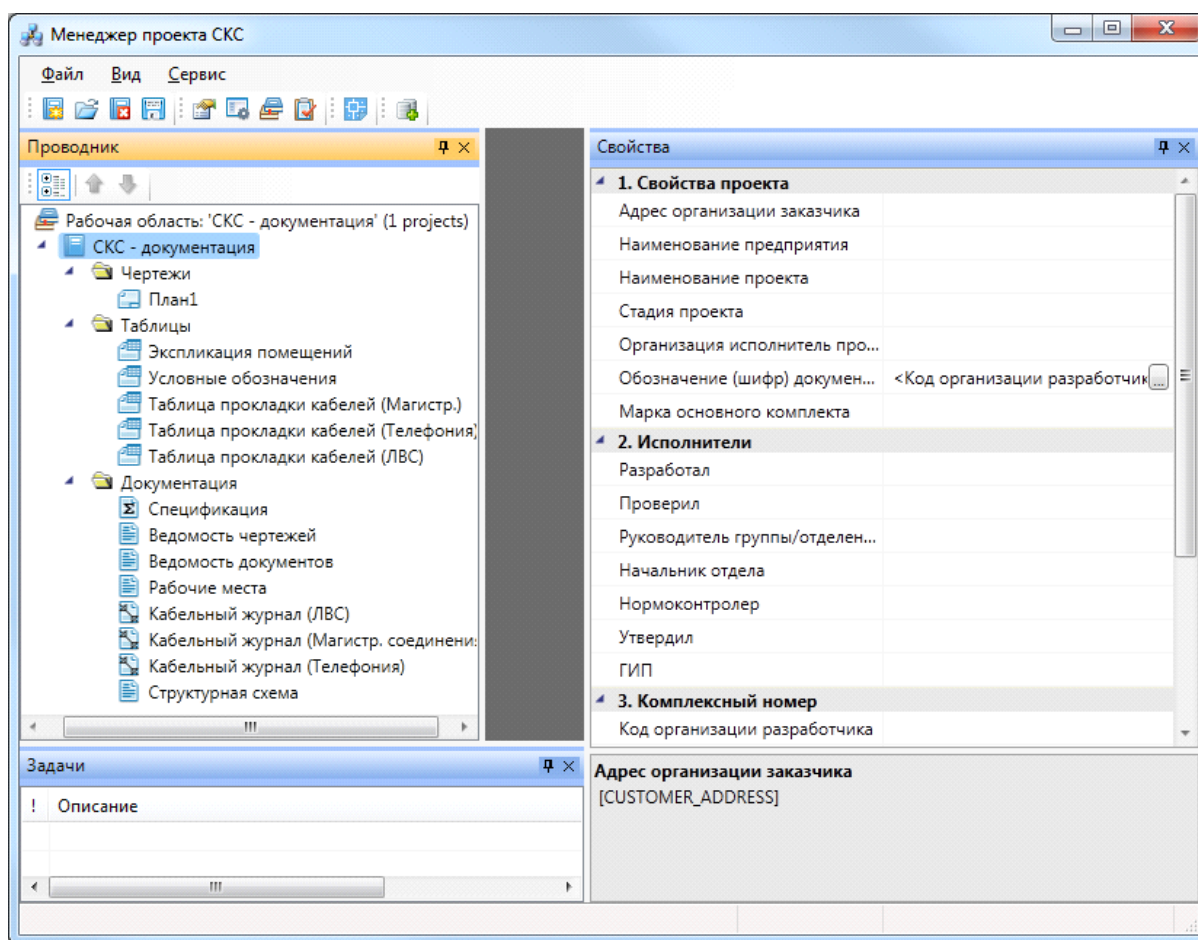 Менеджер проекта СКС
Файл Вид Сервис
Проводник
Рабочая область: 'СКС - документация' (1 projects)
СКС - документация
Чертежи
План1
Таблицы
Экспликация помещений
Условные обозначения
Таблица прокладки кабелей (Магистр.)
Таблица прокладки кабелей (Телефония)
Таблица прокладки кабелей (ЛВС)
Документация
Спецификация
Ведомость чертежей
Ведомость документов
Рабочие места
Кабельный журнал (ЛВС)
Кабельный журнал (Магистр. соединени
Кабельный журнал (Телефония)
Структурная схема
Задачи
! Описание
Свойства
1. Свойства проекта
Адрес организации заказчика
Наименование предприятия
Наименование проекта
Стадия проекта
Организация исполнитель про...
Обозначение (шифр) докумен... <Код организации разработчик ...
Марка основного комплекта
2. Исполнители
Разработал
Проверил
Руководитель группы/отделен...
Начальник отдела
Нормоконтролер
Утвердил
ГИП
3. Комплексный номер
Код организации разработчика
Адрес организации заказчика
[CUSTOMER_ADDRESS]